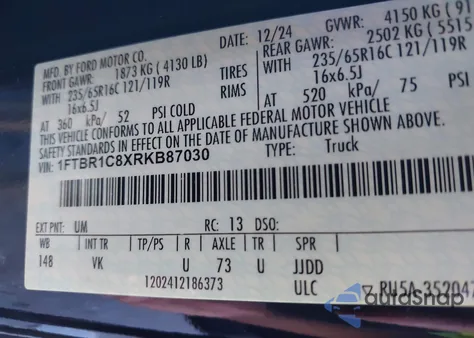 MFD. BY FORD MOTOR CO.
DATE: 12/24
GVWR: 4150 KG (9
FRONT GAWR: 1873 KG (4130 LB)
REAR GAWR: 2502 KG (5515
WITH 235/65R16C 121/119R TIRES 235/65R16C 121/119R
16x6.5J RIMS 16x6.5J
AT 360 kPa/ 52 PSI COLD AT 520 kPa/ 75 PSI
THIS VEHICLE CONFORMS TO ALL APPLICABLE FEDERAL MOTOR VEHICLE
SAFETY STANDARDS IN EFFECT ON THE DATE OF MANUFACTURE SHOWN ABOVE.
VIN: 1FTBR1C8XRKB87030
TYPE: Truck
EXT PNT: UM RC: 13 DSO:
WB INT TR TP/PS R AXLE TR SPR
148 VK U 73 U JJDD
1202412186373 ULC
autosnap